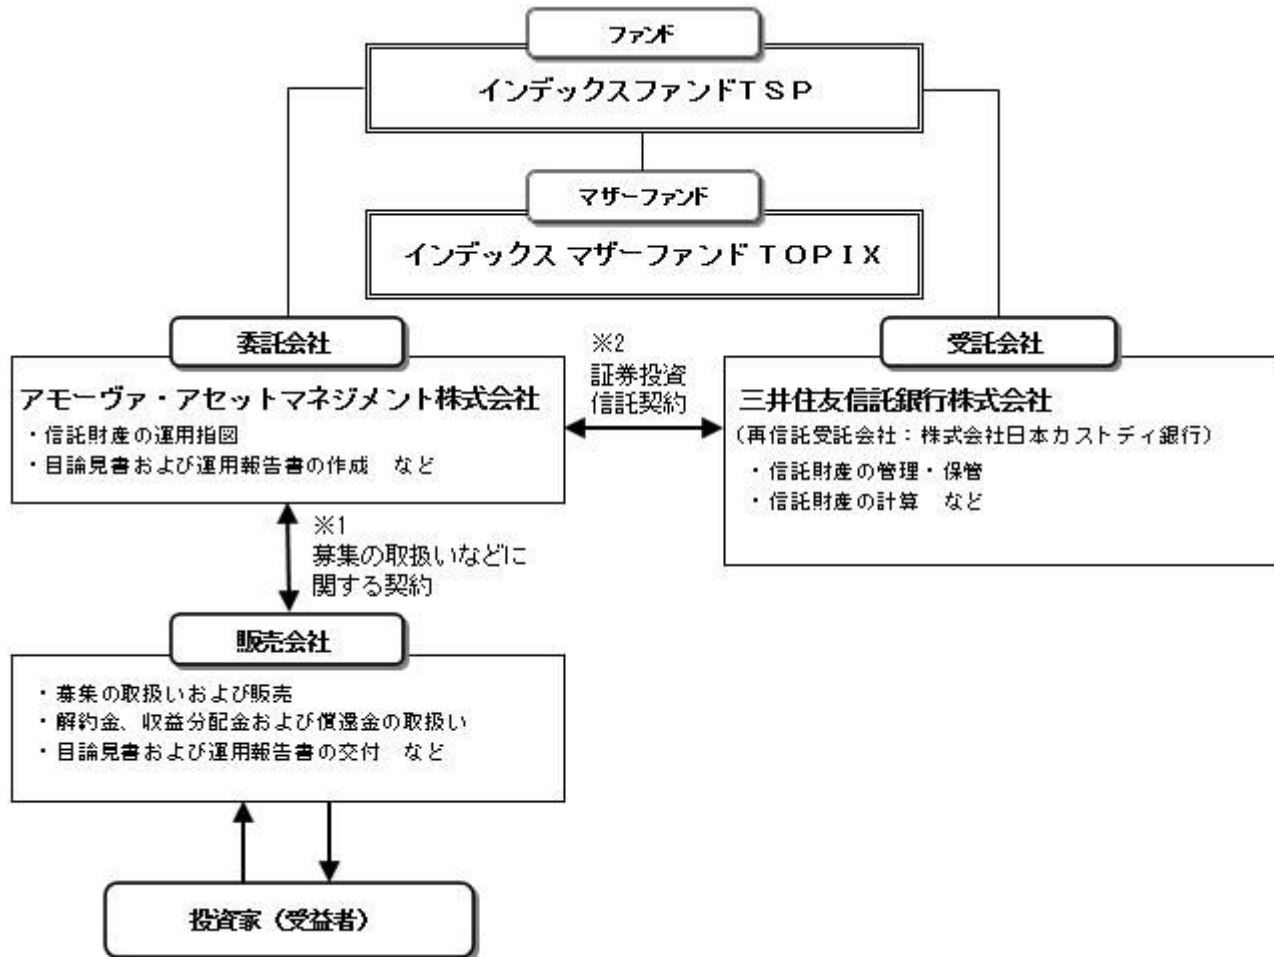 ファンド
インデックスファンドＴＳＰ
マザーファンド
インデックス マザーファンド ＴＯＰＩＸ
委託会社
アモーヴァ・アセットマネジメント株式会社
・信託財産の運用指図
・目論見書および運用報告書の作成　など
※2
証券投資
信託契約
受託会社
三井住友信託銀行株式会社
（再信託受託会社：株式会社日本カストディ銀行）
・信託財産の管理・保管
・信託財産の計算　など
※1
募集の取扱いなどに
関する契約
販売会社
・募集の取扱いおよび販売
・解約金、収益分配金および償還金の取扱い
・目論見書および運用報告書の交付　など
投資家（受益者）